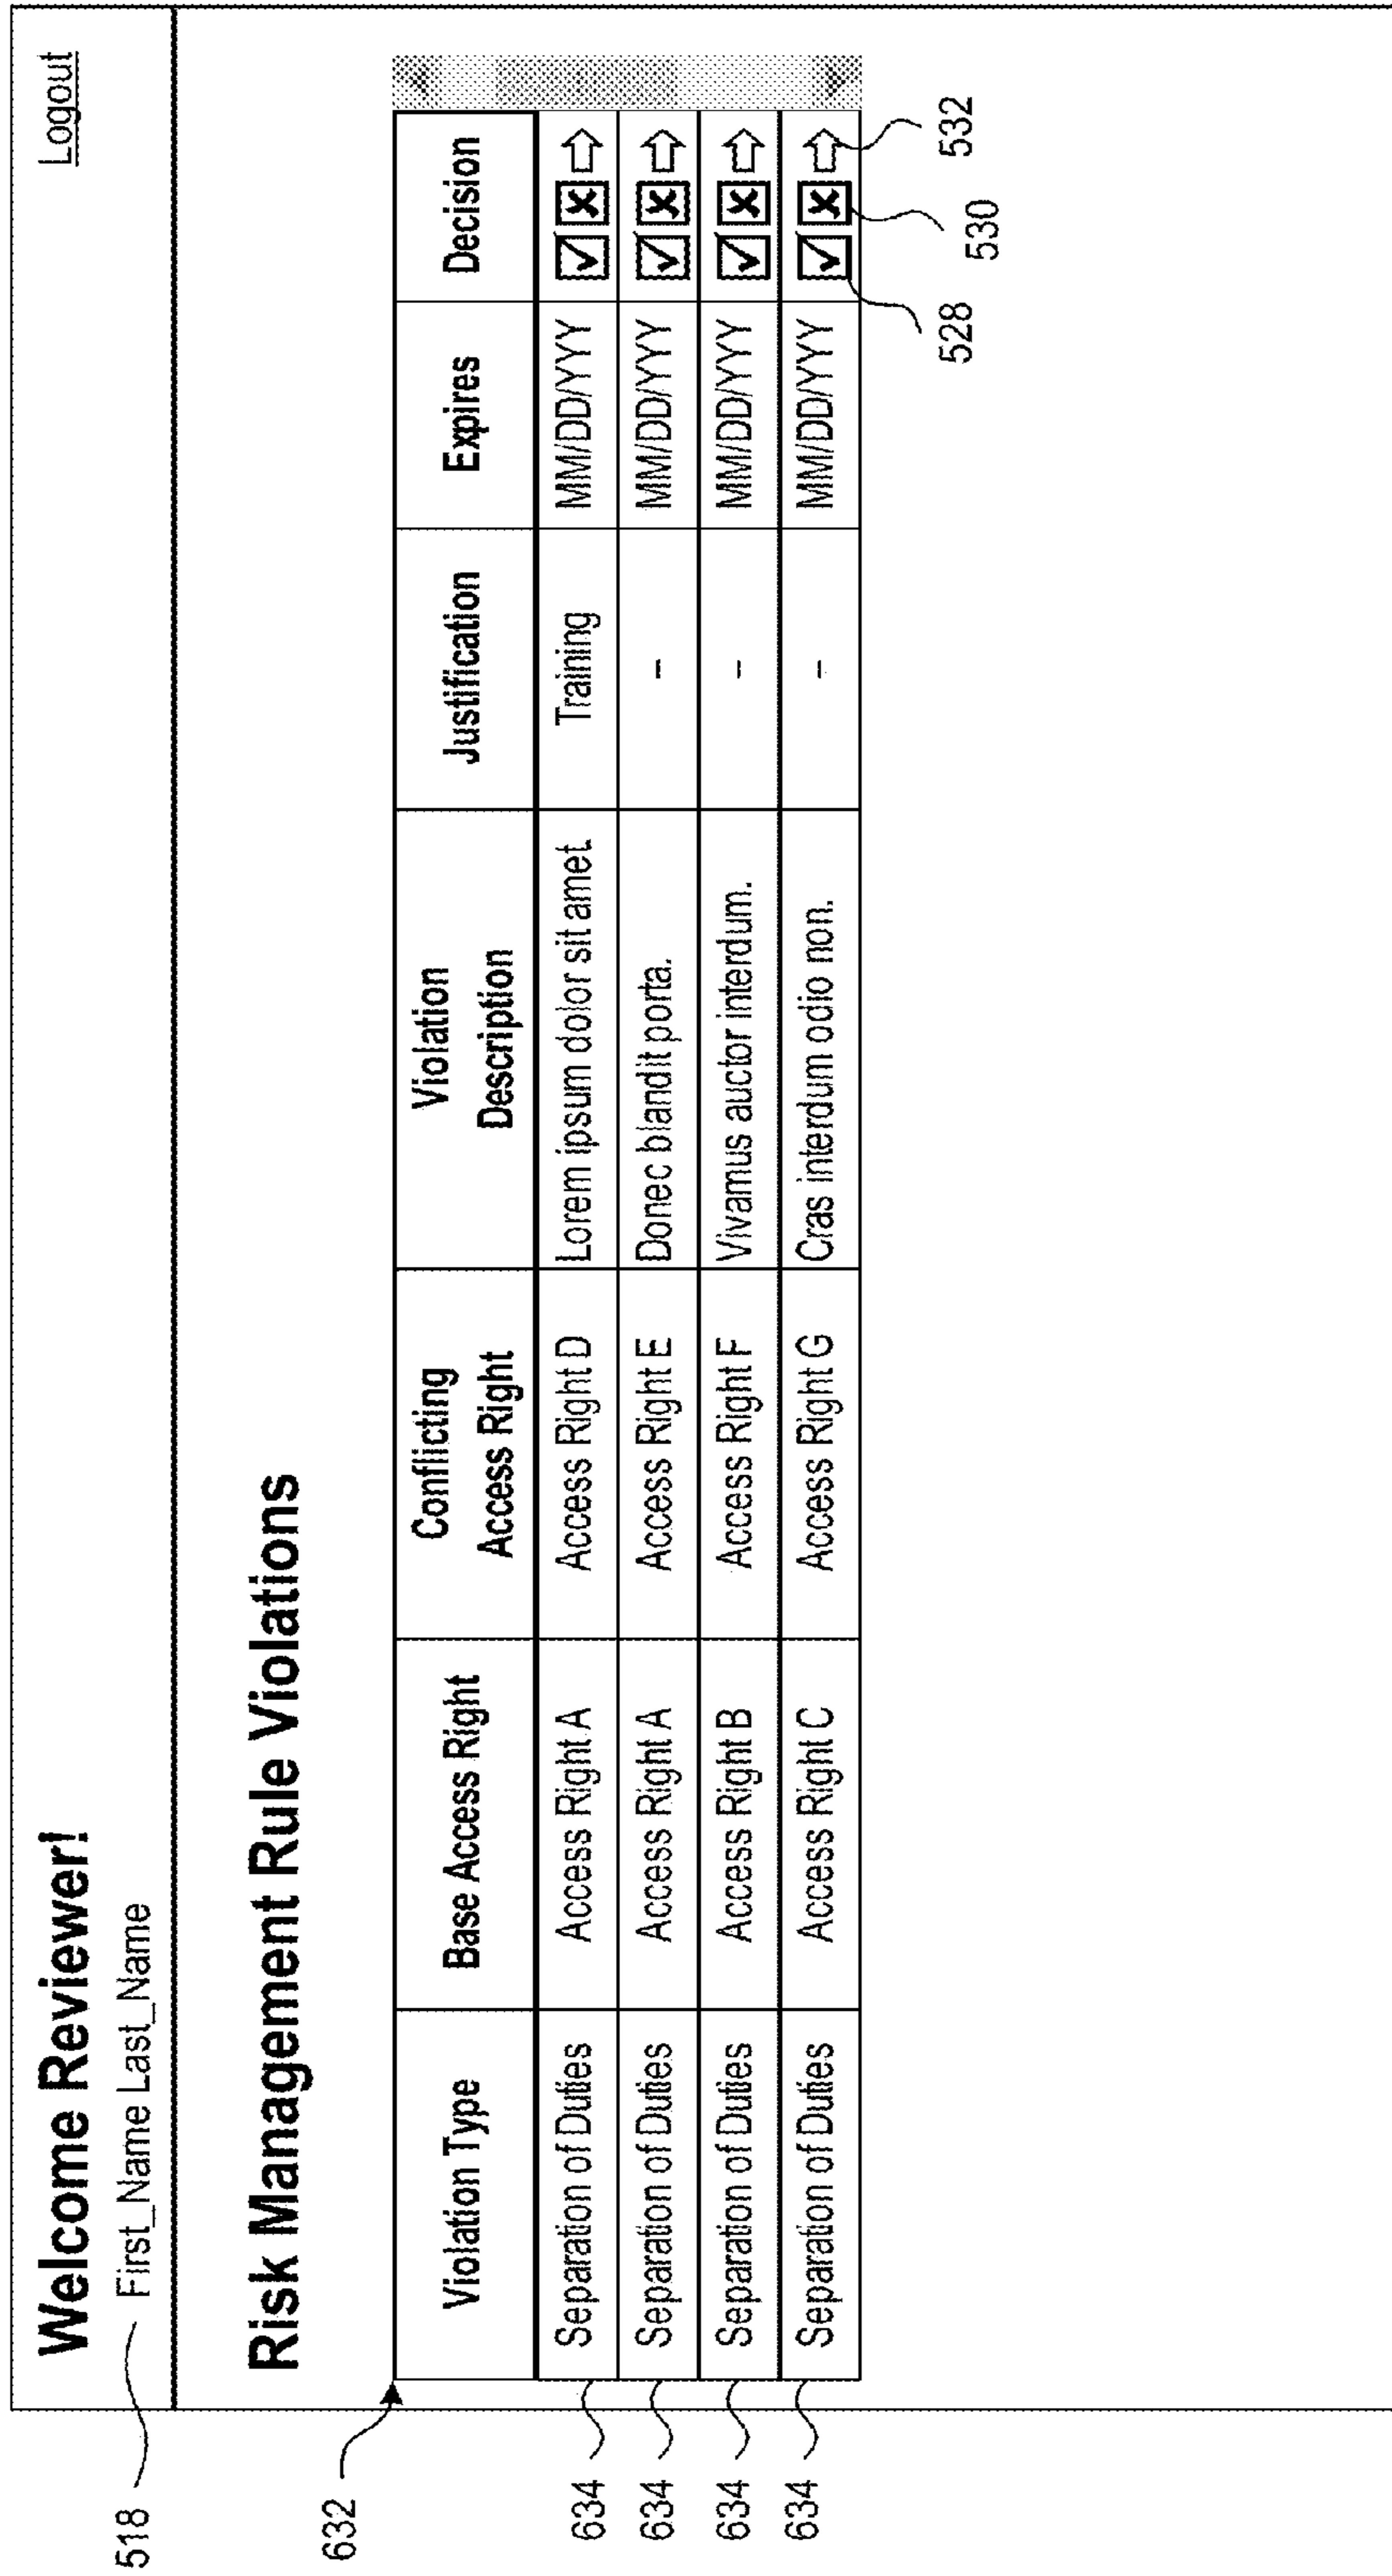 Welcome Reviewer!
Logout
518
First_Name Last_Name
Risk Management Rule Violations
632
Violation Type
Base Access Right
Conflicting
Access Right
Violation
Description
Justification
Expires
Decision
634
Separation of Duties
Access Right A
Access Right D
Lorem ipsum dolor sit amet.
Training
MM/DD/YYY
634
Separation of Duties
Access Right A
Access Right E
Donec blandit porta.
–
MM/DD/YYY
634
Separation of Duties
Access Right B
Access Right F
Vivamus auctor interdum.
–
MM/DD/YYY
634
Separation of Duties
Access Right C
Access Right G
Cras interdum odio non.
–
MM/DD/YYY
528
530
532